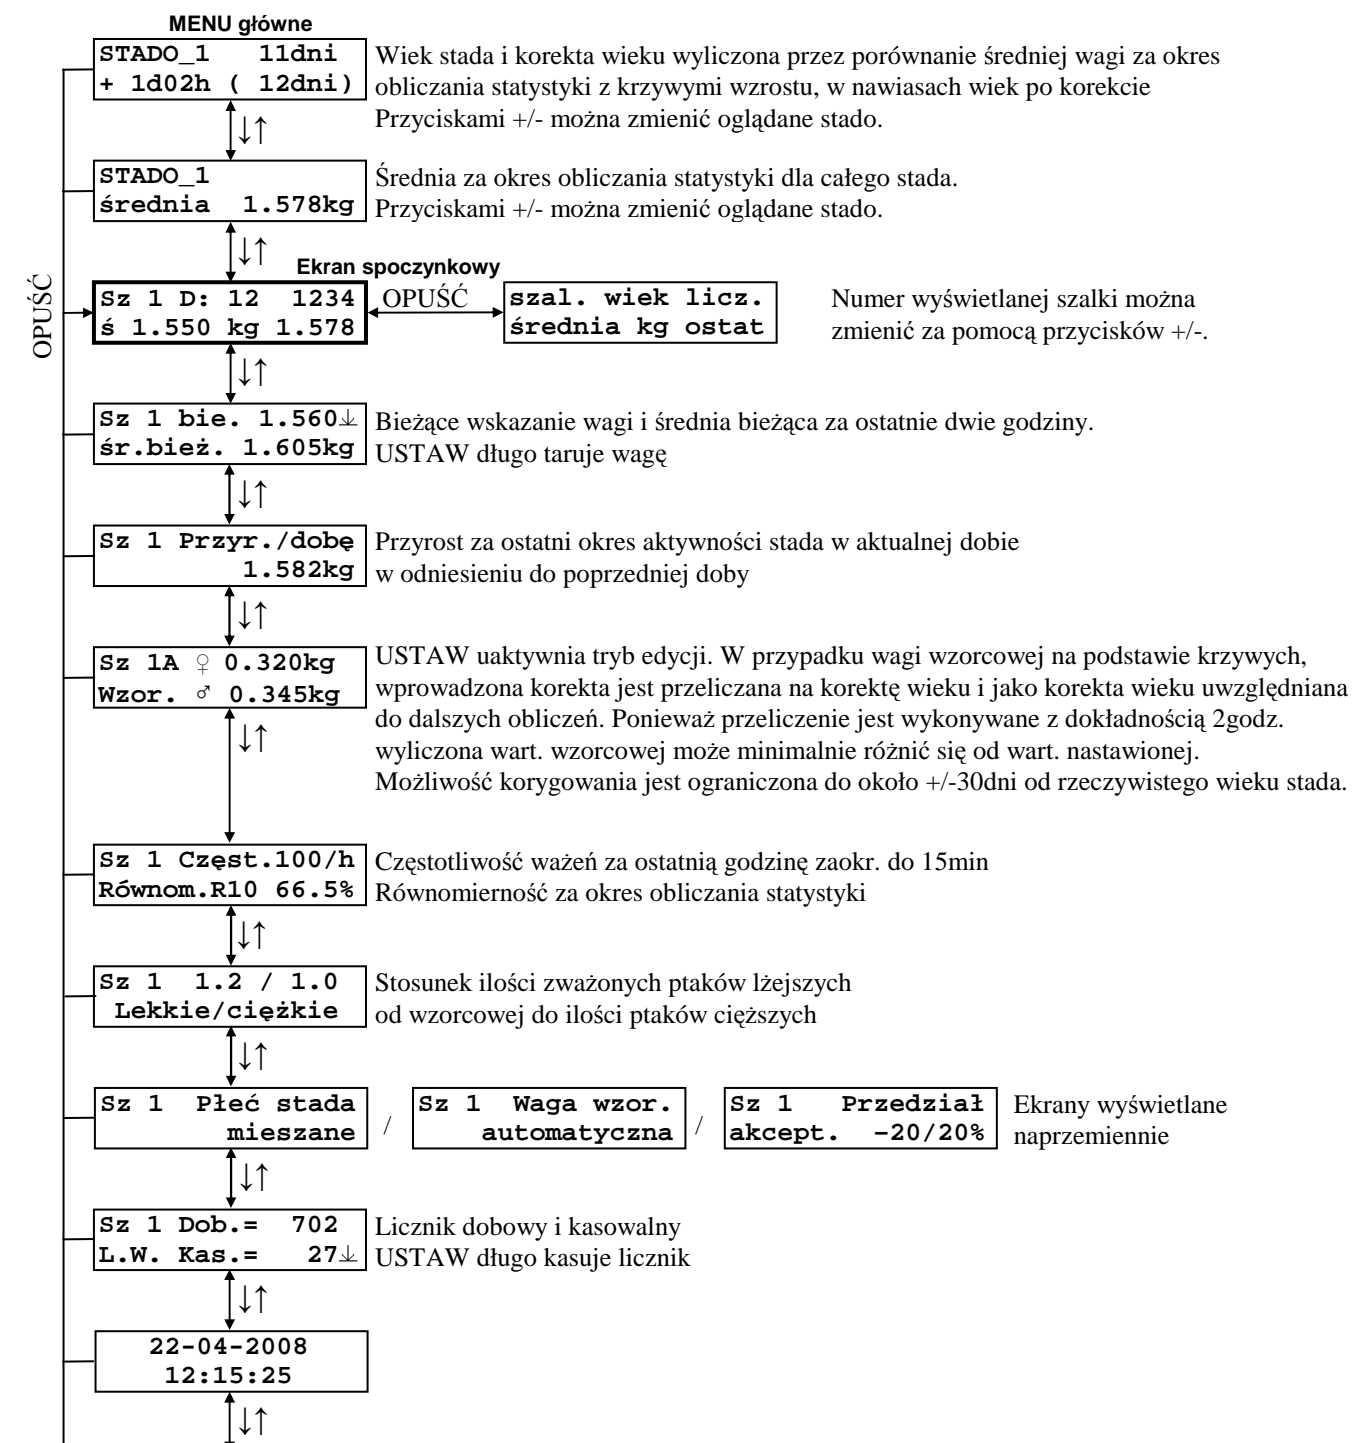 MENU główne
STADO_1 11dni
+ 1d02h ( 12dni)
Wiek stada i korekta wieku wyliczona przez porównanie średniej wagi za okres
obliczania statystyki z krzywymi wzrostu, w nawiasach wiek po korekcie
Przyciskami +/- można zmienić oglądane stado.
↓↑
STADO_1
średnia 1.578kg
Średnia za okres obliczania statystyki dla całego stada.
Przyciskami +/- można zmienić oglądane stado.
↓↑
OPUŚĆ
Ekran spoczynkowy
Sz 1 D: 12 1234
ś 1.550 kg 1.578
OPUŚĆ
szal. wiek licz.
średnia kg ostat
Numer wyświetlanej szalki można
zmienić za pomocą przycisków +/-.
↓↑
Sz 1 bie. 1.560↓
śr.bież. 1.605kg
Bieżące wskazanie wagi i średnia bieżąca za ostatnie dwie godziny.
USTAW długo taruje wagę
↓↑
Sz 1 Przyr./dobę
1.582kg
Przyrost za ostatni okres aktywności stada w aktualnej dobie
w odniesieniu do poprzedniej doby
↓↑
Sz 1A ♀ 0.320kg
Wzor. ♂ 0.345kg
USTAW uaktywnia tryb edycji. W przypadku wagi wzorcowej na podstawie krzywych,
wprowadzona korekta jest przeliczana na korektę wieku i jako korekta wieku uwzględniana
do dalszych obliczeń. Ponieważ przeliczenie jest wykonywane z dokładnością 2godz.
wyliczona wart. wzorcowej może minimalnie różnić się od wart. nastawionej.
Możliwość korygowania jest ograniczona do około +/-30dni od rzeczywistego wieku stada.
↓↑
Sz 1 Częst.100/h
Równom.R10 66.5%
Częstotliwość ważeń za ostatnią godzinę zaokr. do 15min
Równomierność za okres obliczania statystyki
↓↑
Sz 1 1.2 / 1.0
Lekkie/ciężkie
Stosunek ilości zważonych ptaków lżejszych
od wzorcowej do ilości ptaków cięższych
↓↑
Sz 1 Płeć stada
mieszane
/
Sz 1 Waga wzor.
automatyczna
/
Sz 1 Przedział
akcept. -20/20%
Ekrany wyświetlane
naprzemiennie
↓↑
Sz 1 Dob.= 702
L.W. Kas.= 27↓
Licznik dobowy i kasowalny
USTAW długo kasuje licznik
↓↑
22-04-2008
12:15:25
↓↑